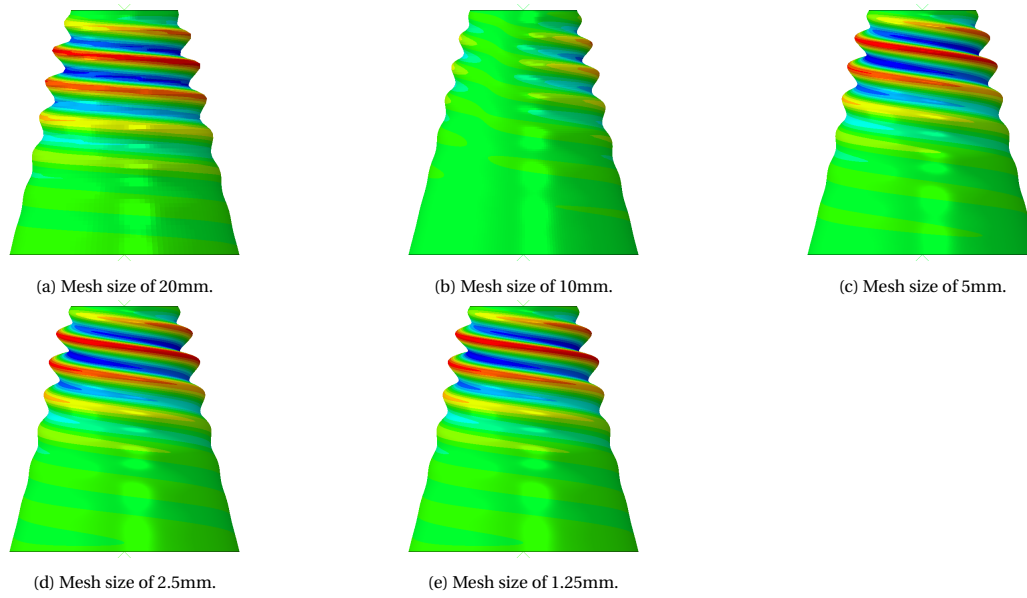 (a) Mesh size of 20mm.
(b) Mesh size of 10mm.
(c) Mesh size of 5mm.
(d) Mesh size of 2.5mm.
(e) Mesh size of 1.25mm.